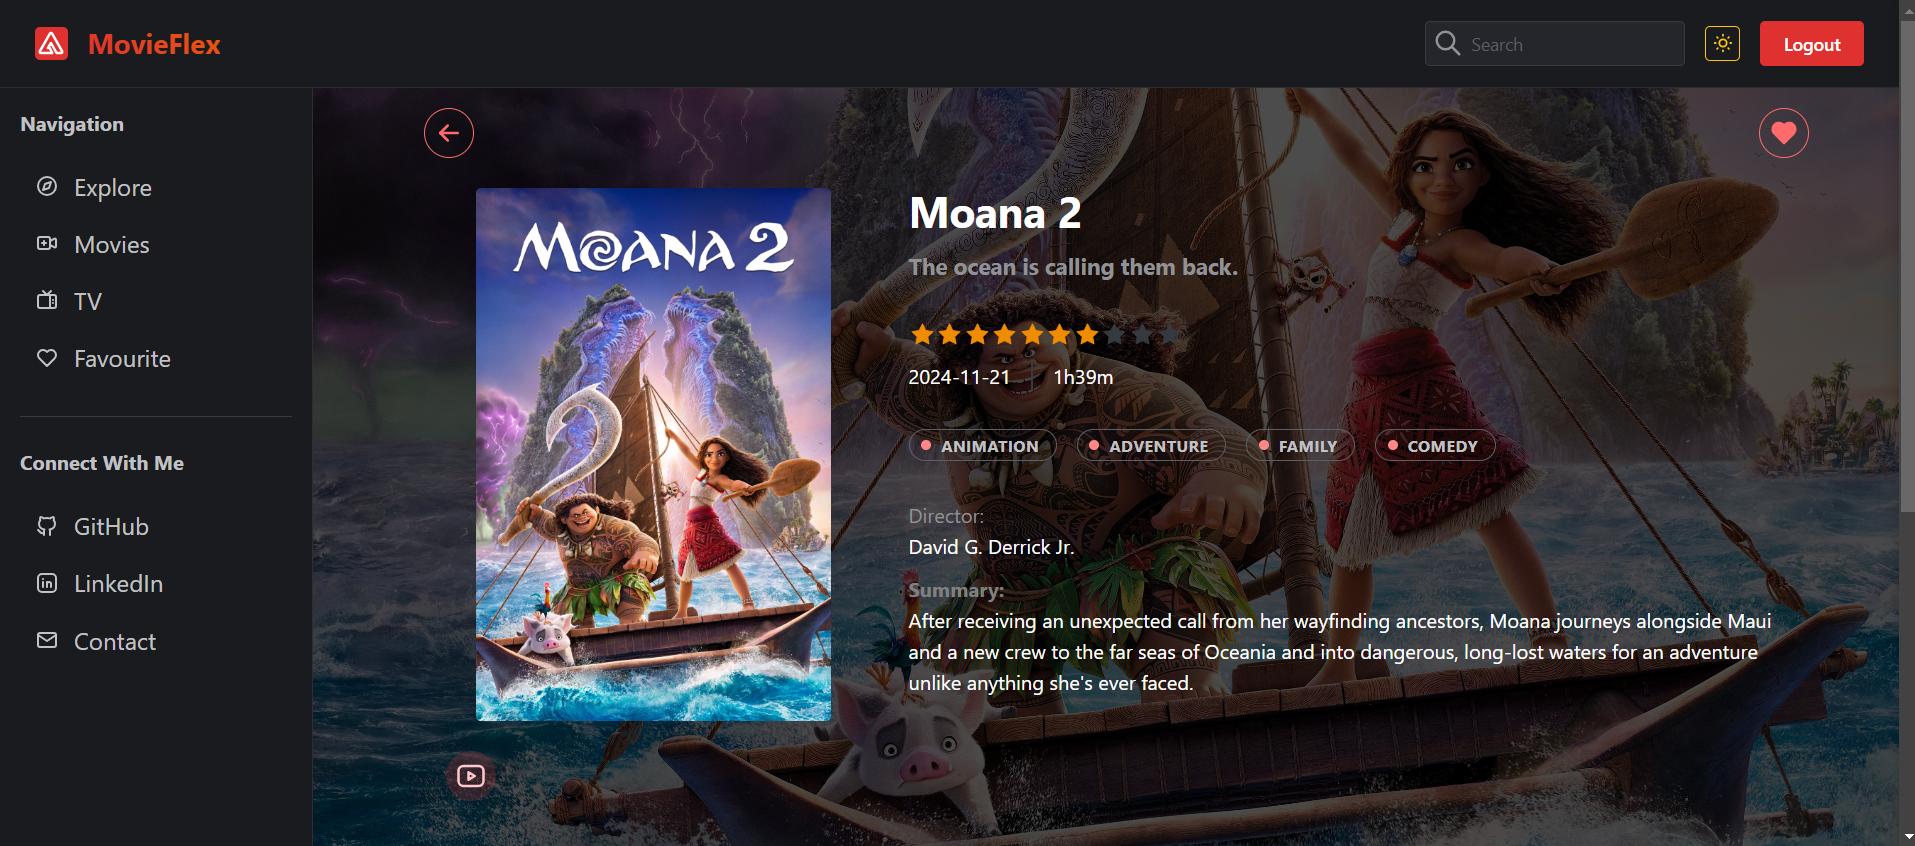 MovieFlex
Search
Logout
Navigation
Explore
Movies
TV
Favourite
Connect With Me
GitHub
LinkedIn
Contact
MOANA 2
Moana 2
The ocean is calling them back.
2024-11-21 1h39m
ANIMATION ADVENTURE FAMILY COMEDY
Director:
David G. Derrick Jr.
Summary:
After receiving an unexpected call from her wayfinding ancestors, Moana journeys alongside Maui
and a new crew to the far seas of Oceania and into dangerous, long-lost waters for an adventure
unlike anything she's ever faced.